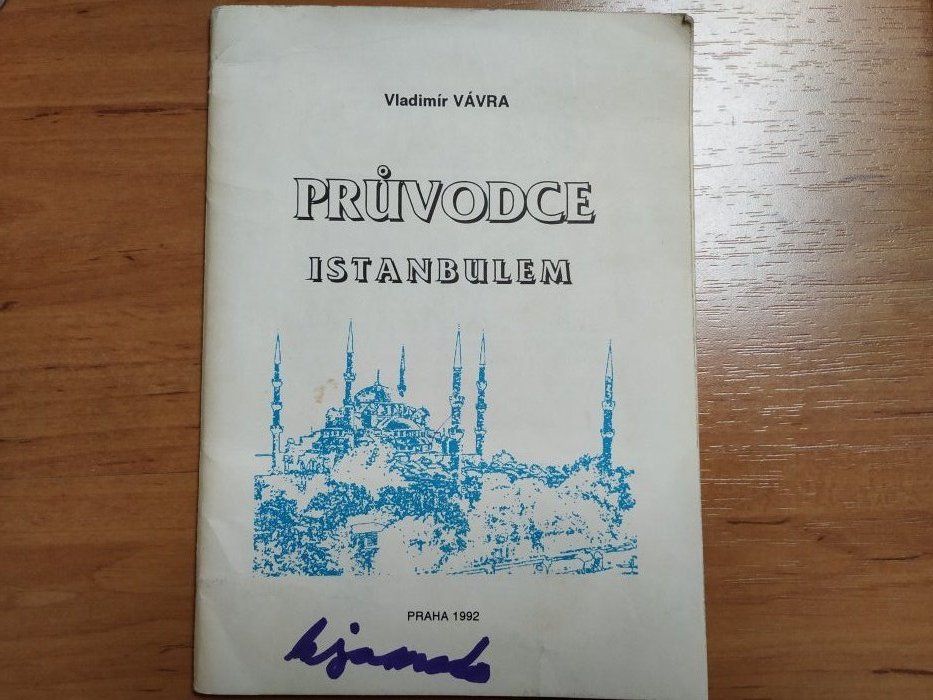 Vladimír VÁVRA
PRŮVODCE
ISTANBULEM
PRAHA 1992